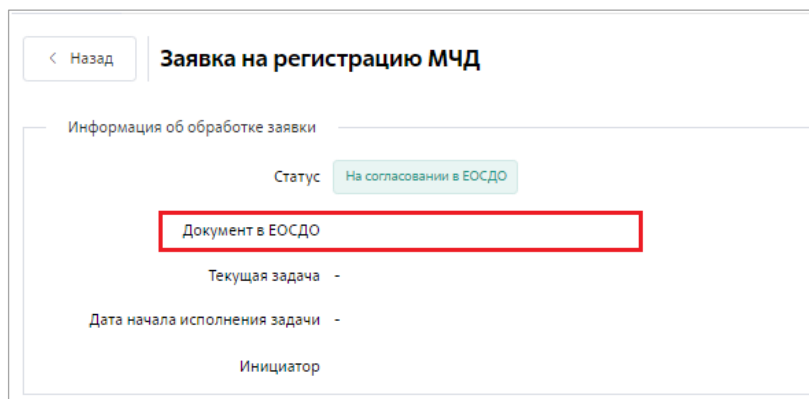 < Назад
Заявка на регистрацию МЧД
Информация об обработке заявки
Статус На согласовании в ЕОСДО
Документ в ЕОСДО
Текущая задача -
Дата начала исполнения задачи -
Инициатор